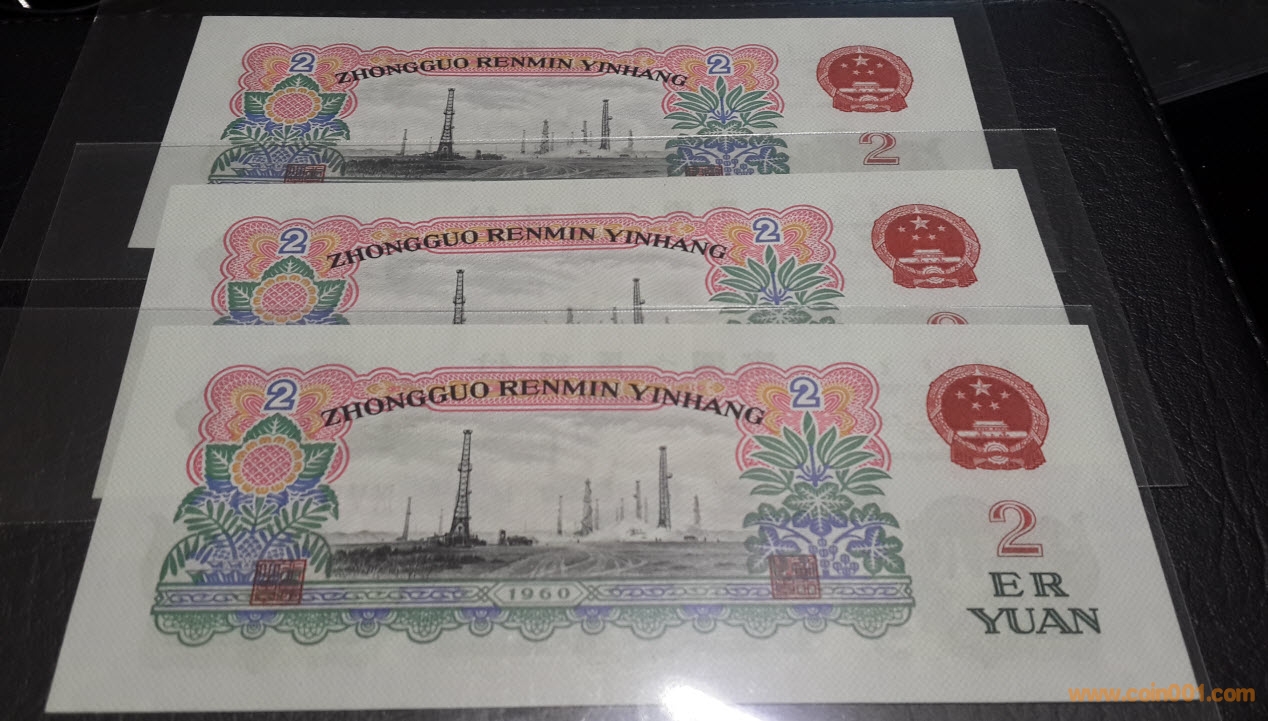 2 ZHONGGUO RENMIN YINHANG 2
2
2 ZHONGGUO RENMIN YINHANG 2
2 ZHONGGUO RENMIN YINHANG 2
2
ER
YUAN
1960
www.coin001.com